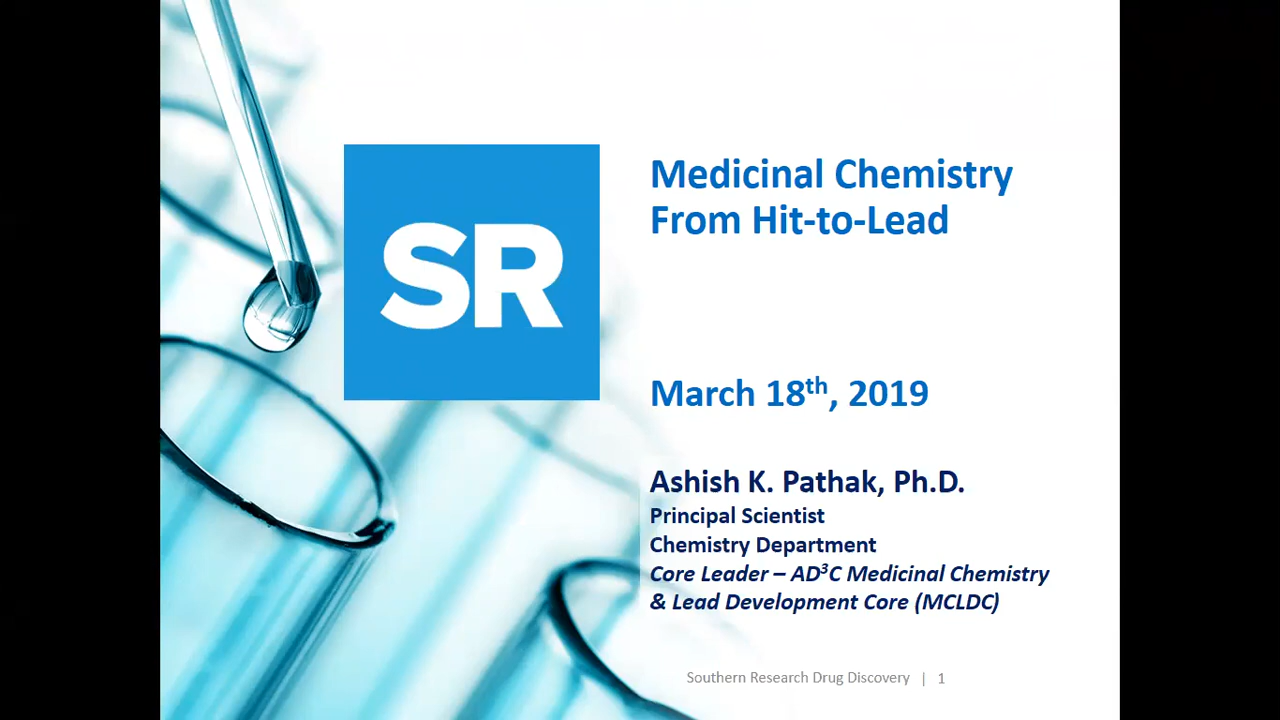 SR
Medicinal Chemistry
From Hit-to-Lead
March 18th, 2019
Ashish K. Pathak, Ph.D.
Principal Scientist
Chemistry Department
Core Leader – AD³C Medicinal Chemistry
& Lead Development Core (MCLDC)
Southern Research Drug Discovery | 1